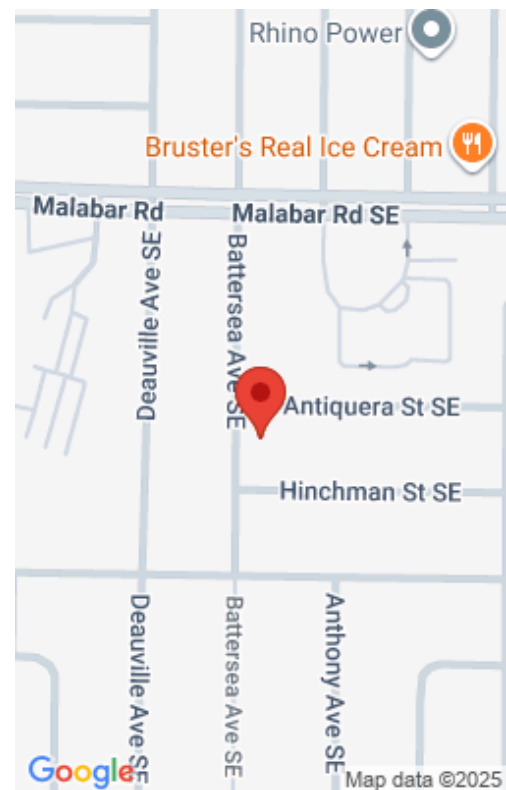 Rhino Power
Bruster's Real Ice Cream
Malabar Rd
Malabar Rd SE
Deauville Ave SE
Battersea Ave SE
Antiquera St SE
Hinchman St SE
Deauville Ave SE
Battersea Ave SE
Anthony Ave SE
Google
Map data ©2025